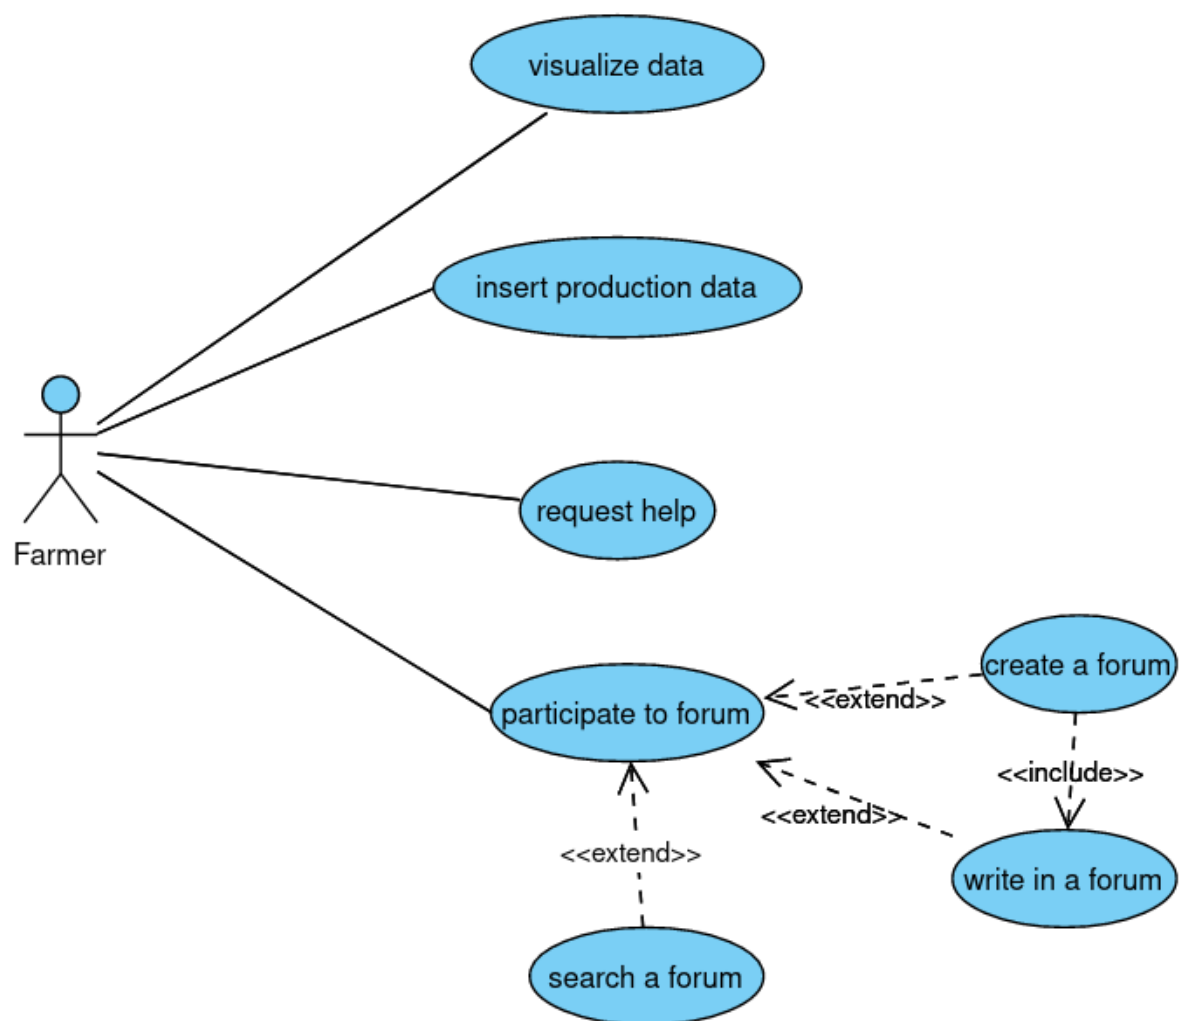 visualize data
insert production data
request help
Farmer
create a forum
participate to forum
<<extend>>
<<include>>
<<extend>>
<<extend>>
write in a forum
search a forum